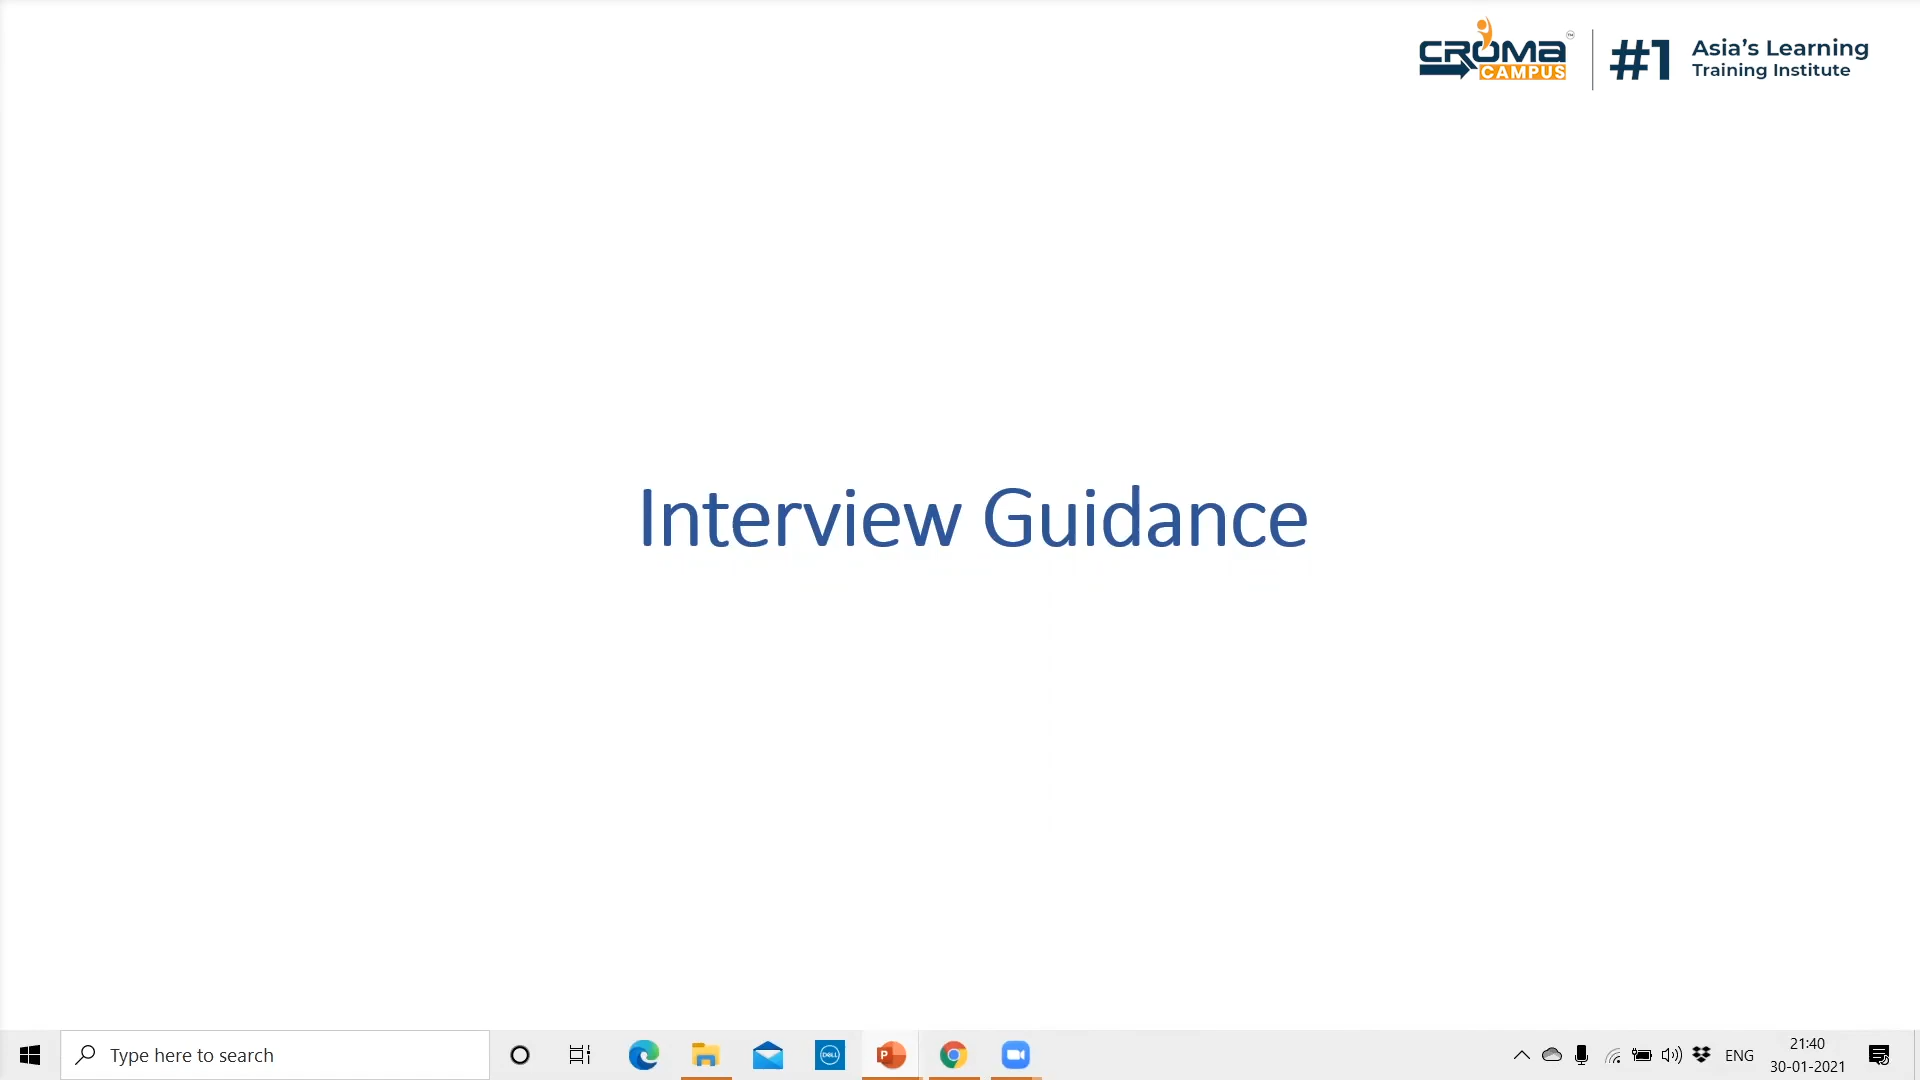 CROMA
CAMPUS
#1
Asia's Learning
Training Institute
Interview Guidance
Type here to search
DELL
P
ENG
21:40
30-01-2021